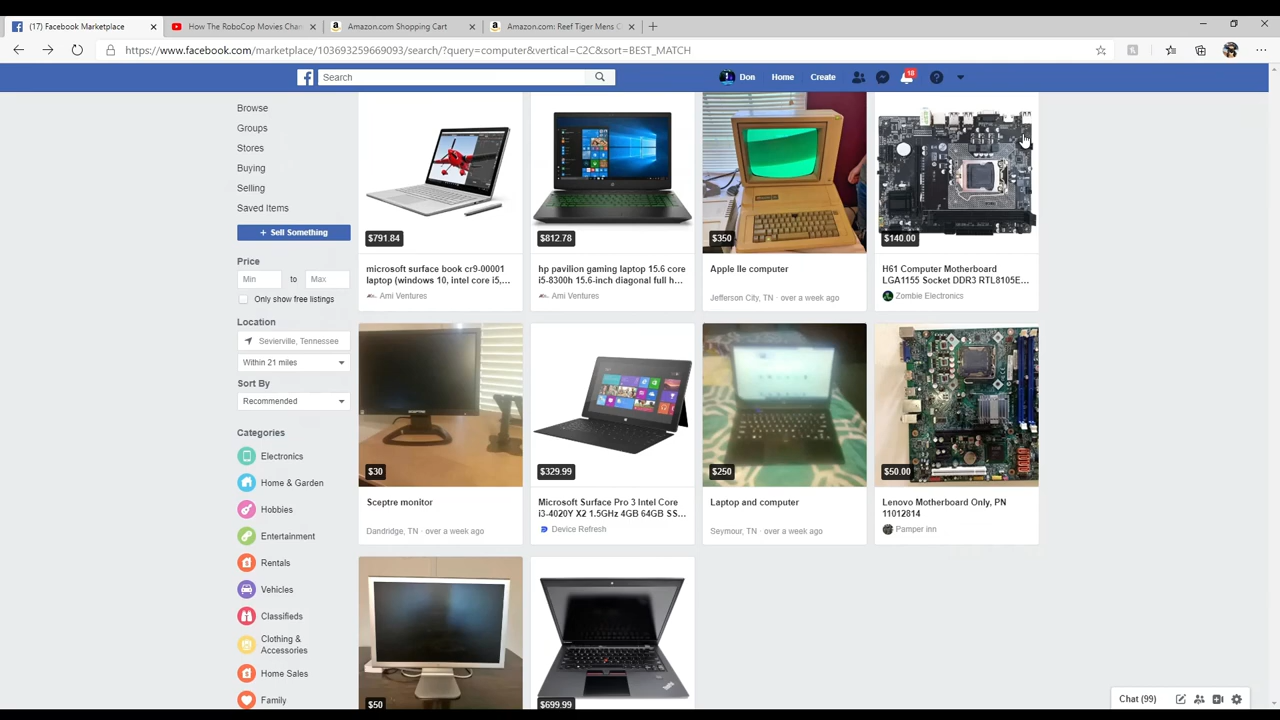 (17) Facebook Marketplace
How The RoboCop Movies Chan
Amazon.com Shopping Cart
Amazon.com: Reef Tiger Mens C
https://www.facebook.com/marketplace/103693259669093/search/?query=computer&vertical=C2C&sort=BEST_MATCH
Search
Don
Home
Create
18
Browse
Groups
Stores
Buying
Selling
Saved Items
+ Sell Something
Price
Min to Max
Only show free listings
Location
Sevierville, Tennessee
Within 21 miles
Sort By
Recommended
Categories
Electronics
Home & Garden
Hobbies
Entertainment
Rentals
Vehicles
Classifieds
Clothing &
Accessories
Home Sales
Family
$791.84
microsoft surface book cr9-00001
laptop (windows 10, intel core i5,...
Ami Ventures
$812.78
hp pavilion gaming laptop 15.6 core
i5-8300h 15.6-inch diagonal full h...
Ami Ventures
$350
Apple IIe computer
Jefferson City, TN · over a week ago
$140.00
H61 Computer Motherboard
LGA1155 Socket DDR3 RTL8105E...
Zombie Electronics
$30
Sceptre monitor
Dandridge, TN · over a week ago
$329.99
Microsoft Surface Pro 3 Intel Core
i3-4020Y X2 1.5GHz 4GB 64GB SS...
Device Refresh
$250
Laptop and computer
Seymour, TN · over a week ago
$50.00
Lenovo Motherboard Only, PN
11012814
Pamper inn
$50
$699.99
Chat (99)